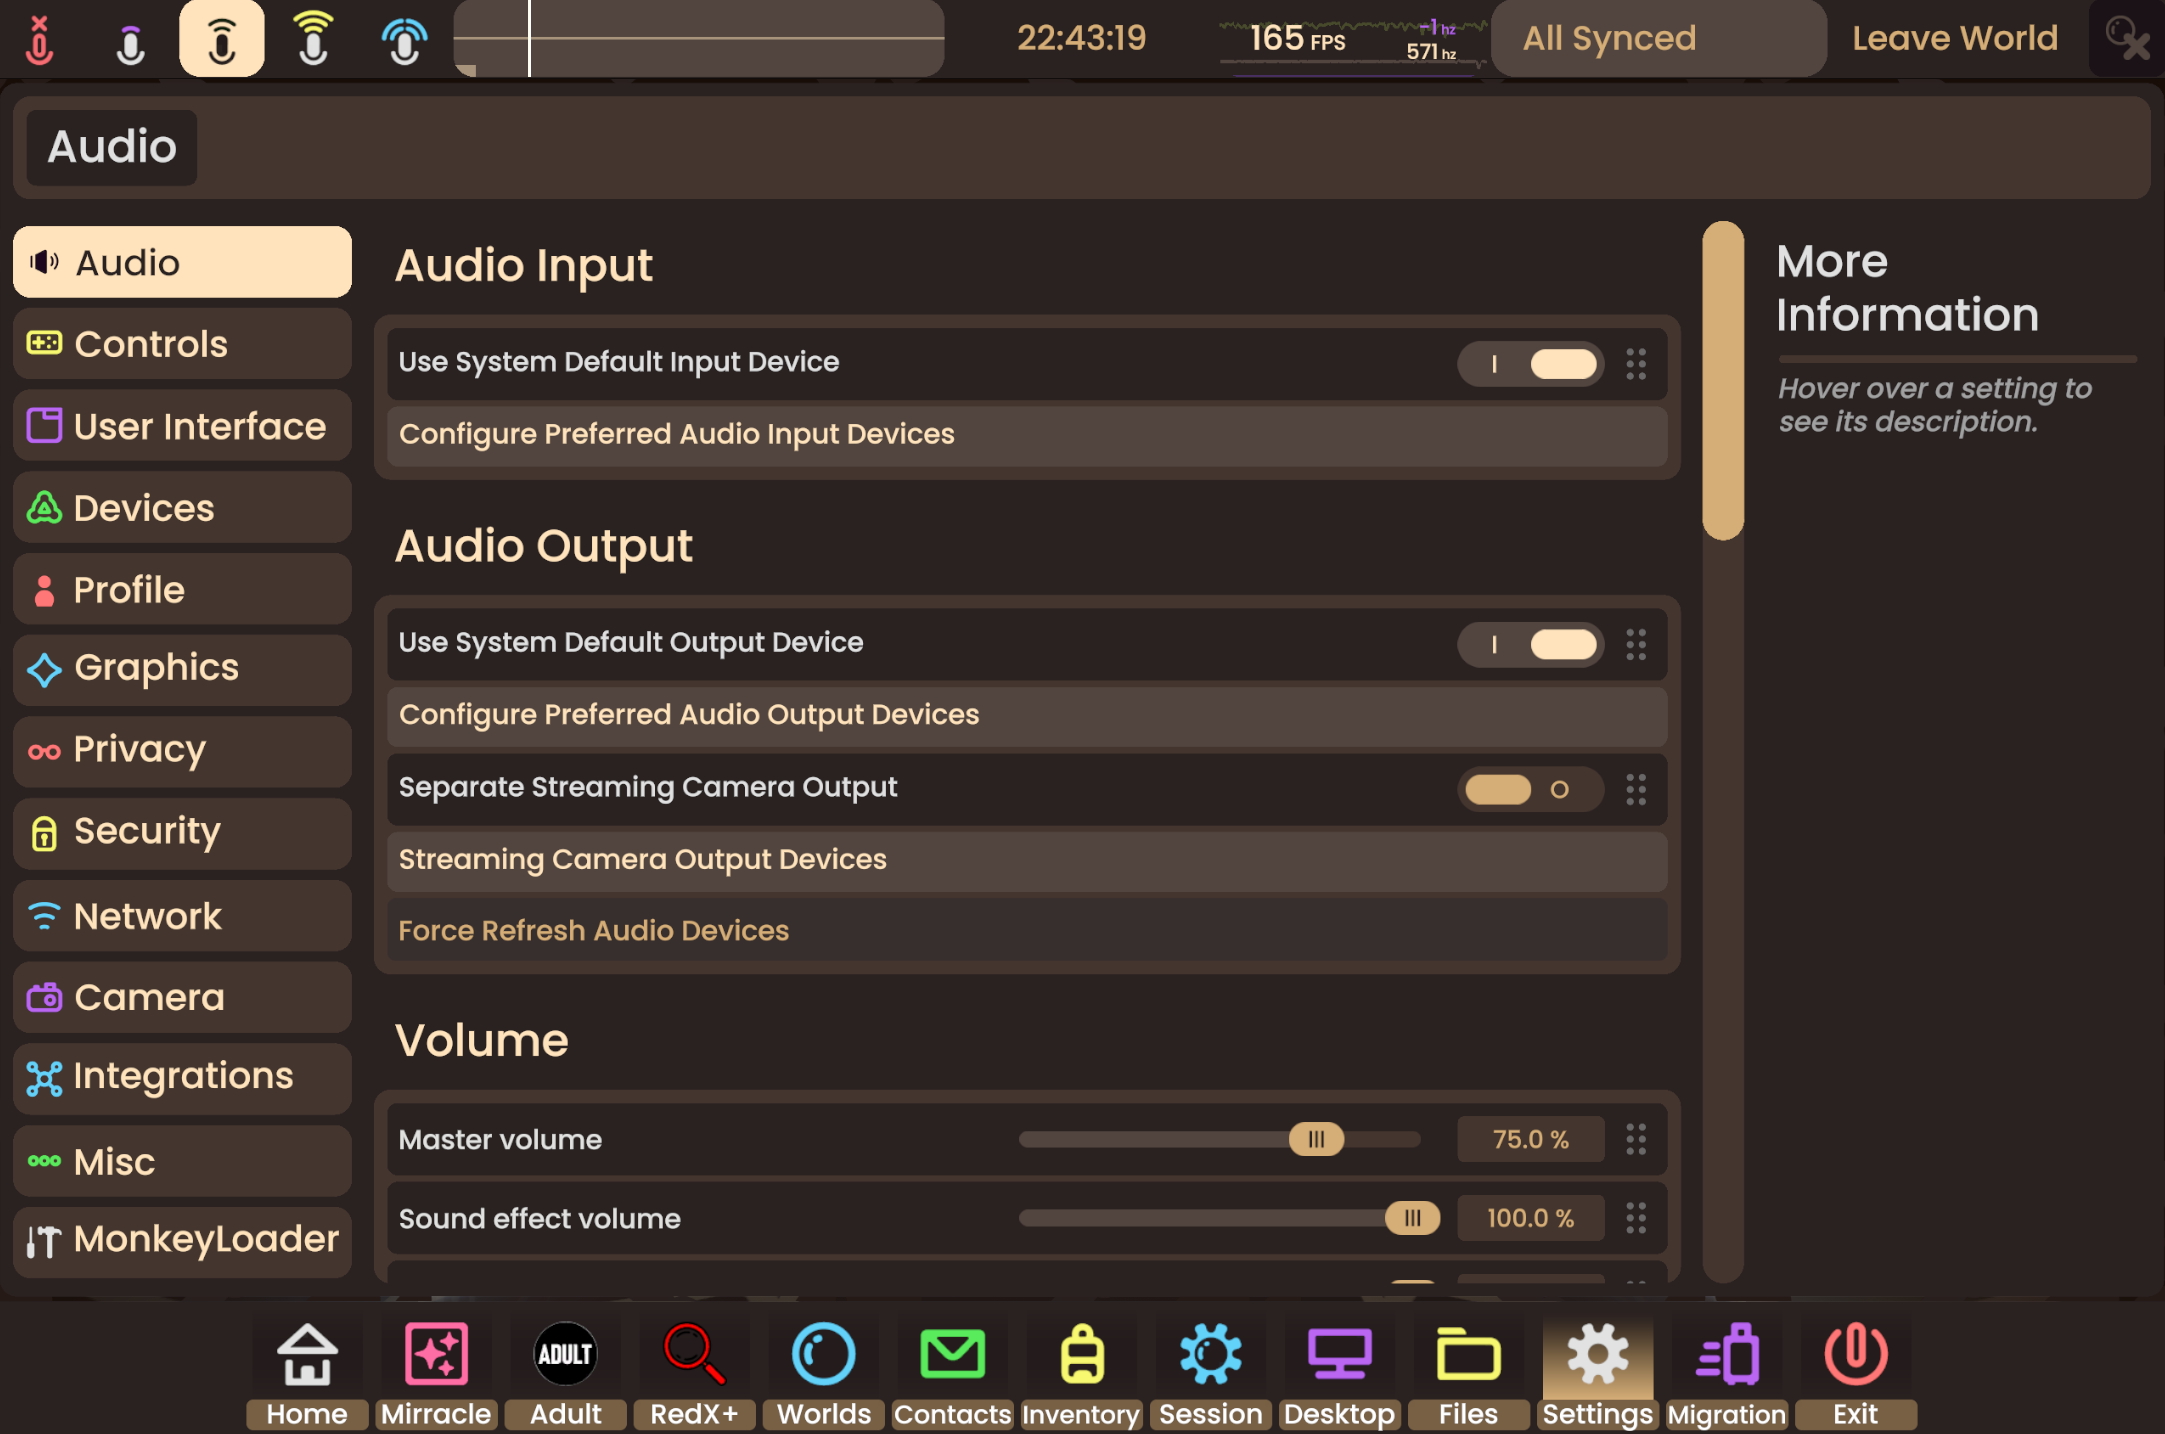 22:43:19
165 FPS
-1 hz
571 hz
All Synced
Leave World
Audio
Audio
Controls
User Interface
Devices
Profile
Graphics
Privacy
Security
Network
Camera
Integrations
Misc
MonkeyLoader
Audio Input
Use System Default Input Device
Configure Preferred Audio Input Devices
Audio Output
Use System Default Output Device
Configure Preferred Audio Output Devices
Separate Streaming Camera Output
Streaming Camera Output Devices
Force Refresh Audio Devices
Volume
Master volume
75.0 %
Sound effect volume
100.0 %
More
Information
Hover over a setting to
see its description.
ADULT
Home
Mirracle
Adult
RedX+
Worlds
Contacts
Inventory
Session
Desktop
Files
Settings
Migration
Exit